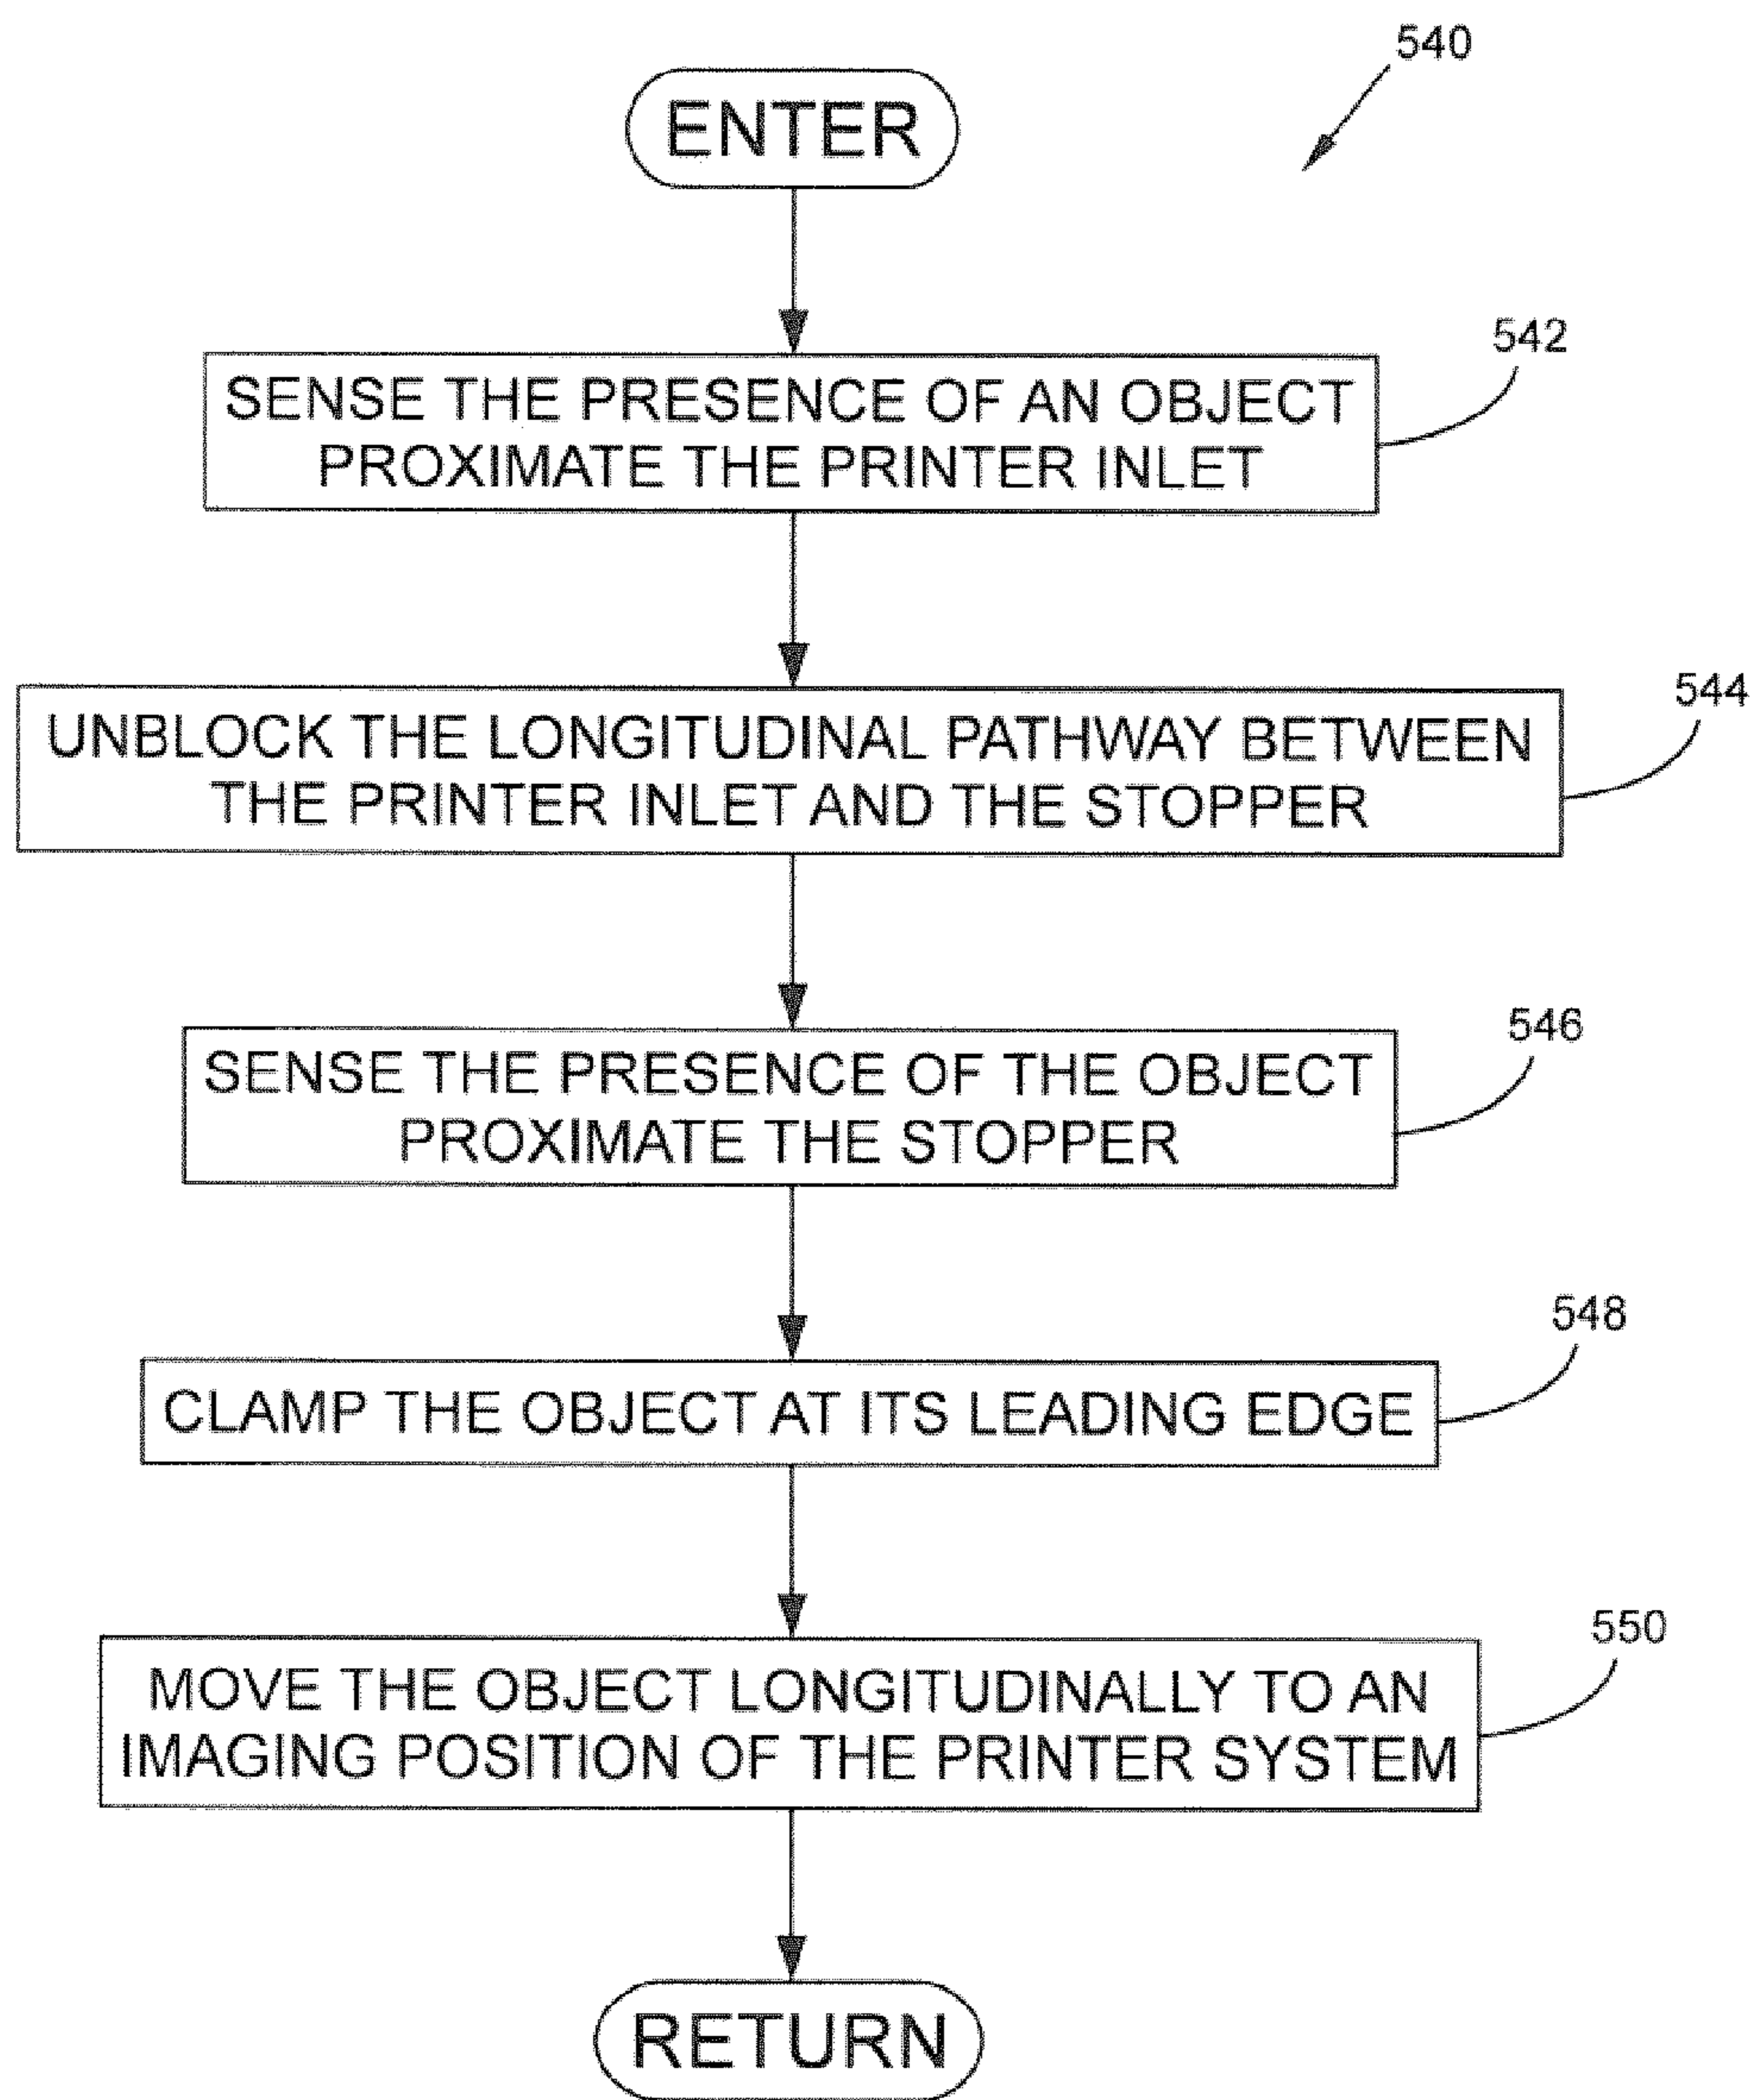 540
ENTER
542
SENSE THE PRESENCE OF AN OBJECT
PROXIMATE THE PRINTER INLET
544
UNBLOCK THE LONGITUDINAL PATHWAY BETWEEN
THE PRINTER INLET AND THE STOPPER
546
SENSE THE PRESENCE OF THE OBJECT
PROXIMATE THE STOPPER
548
CLAMP THE OBJECT AT ITS LEADING EDGE
550
MOVE THE OBJECT LONGITUDINALLY TO AN
IMAGING POSITION OF THE PRINTER SYSTEM
RETURN